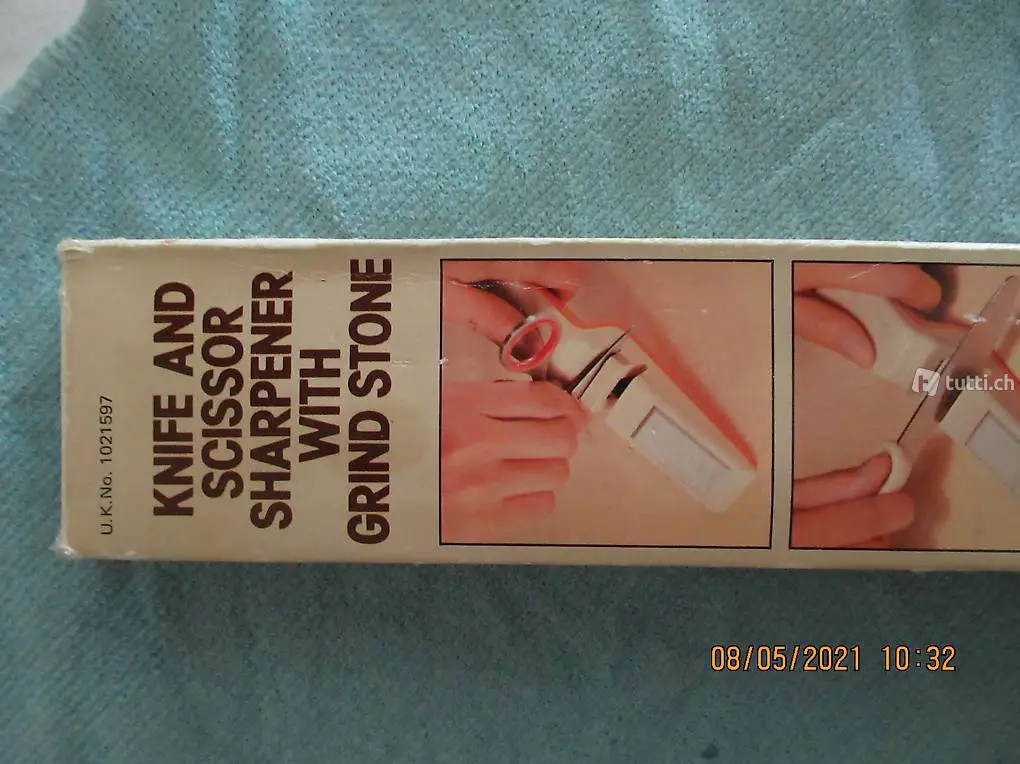 U.K.No. 1021597
KNIFE AND
SCISSOR
SHARPENER
WITH
GRIND STONE
tutti.ch
08/05/2021 10:32